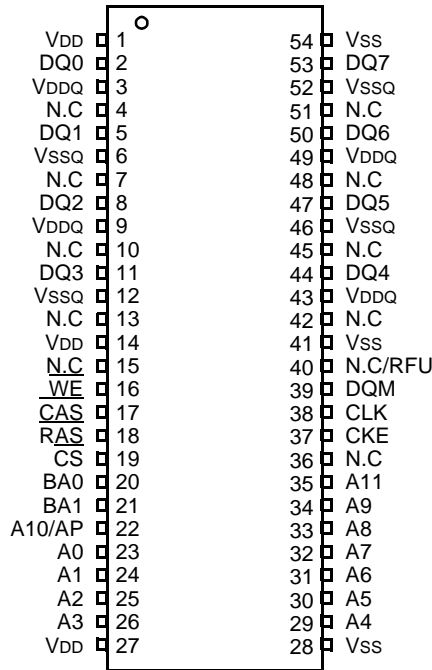 VDD 1 54 VSS
DQ0 2 53 DQ7
VDDQ 3 52 VSSQ
N.C 4 51 N.C
DQ1 5 50 DQ6
VSSQ 6 49 VDDQ
N.C 7 48 N.C
DQ2 8 47 DQ5
VDDQ 9 46 VSSQ
N.C 10 45 N.C
DQ3 11 44 DQ4
VSSQ 12 43 VDDQ
N.C 13 42 N.C
VDD 14 41 VSS
N.C 15 40 N.C/RFU
WE 16 39 DQM
CAS 17 38 CLK
RAS 18 37 CKE
CS 19 36 N.C
BA0 20 35 A11
BA1 21 34 A9
A10/AP 22 33 A8
A0 23 32 A7
A1 24 31 A6
A2 25 30 A5
A3 26 29 A4
VDD 27 28 VSS